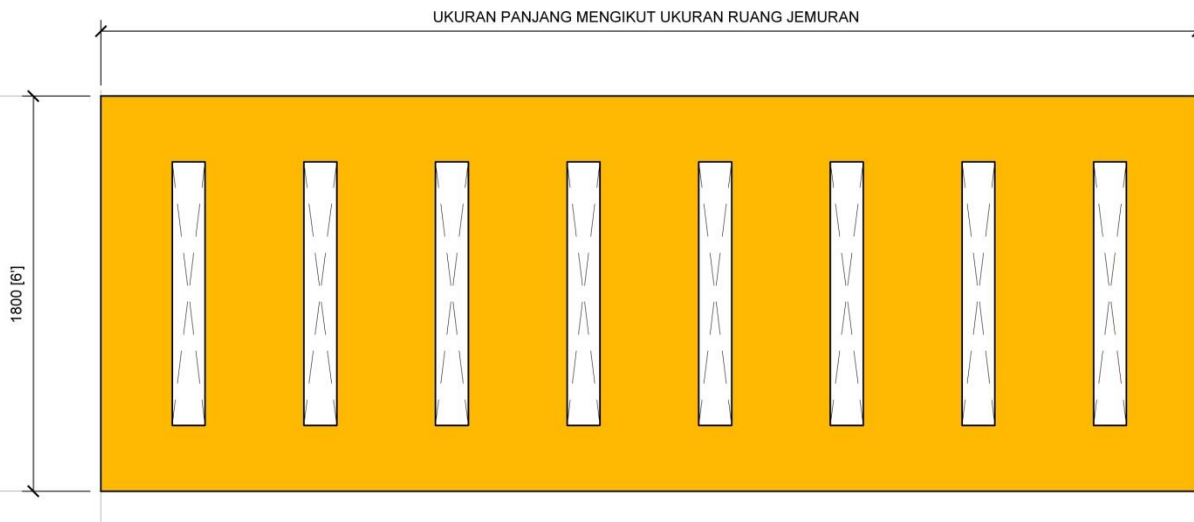 UKURAN PANJANG MENGIKUT UKURAN RUANG JEMURAN
1800 [6']